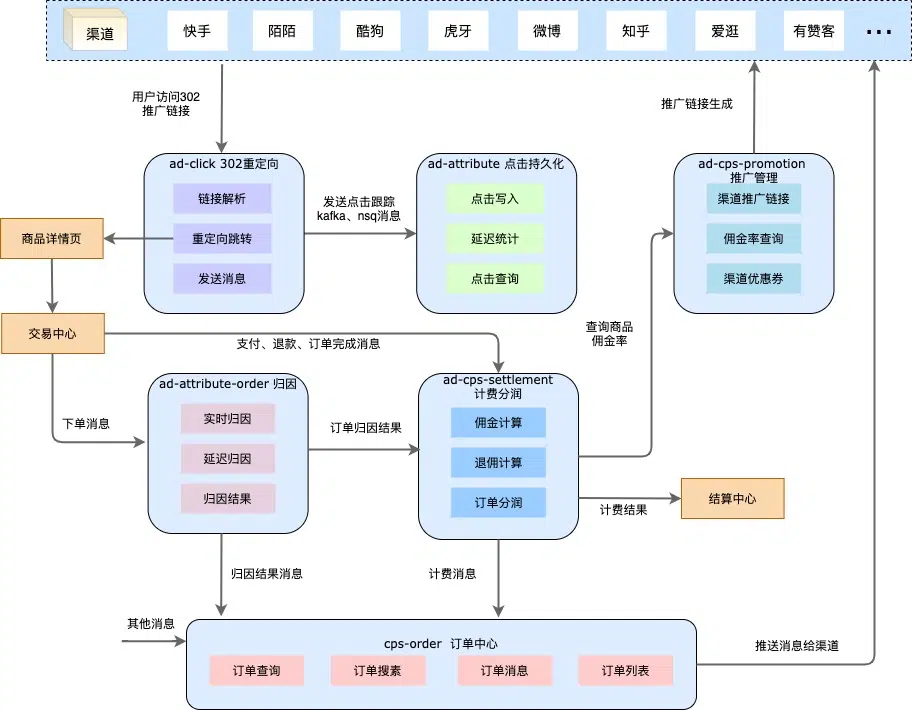 渠道
快手
陌陌
酷狗
虎牙
微博
知乎
爱逛
有赞客
...
用户访问302
推广链接
推广链接生成
ad-click 302重定向
链接解析
重定向跳转
发送消息
发送点击跟踪
kafka、nsq消息
ad-attribute 点击持久化
点击写入
延迟统计
点击查询
ad-cps-promotion
推广管理
渠道推广链接
佣金率查询
渠道优惠券
商品详情页
交易中心
支付、退款、订单完成消息
查询商品
佣金率
下单消息
ad-attribute-order 归因
实时归因
延迟归因
归因结果
订单归因结果
ad-cps-settlement
计费分润
佣金计算
退佣计算
订单分润
计费结果
结算中心
归因结果消息
计费消息
其他消息
cps-order 订单中心
订单查询
订单搜素
订单消息
订单列表
推送消息给渠道